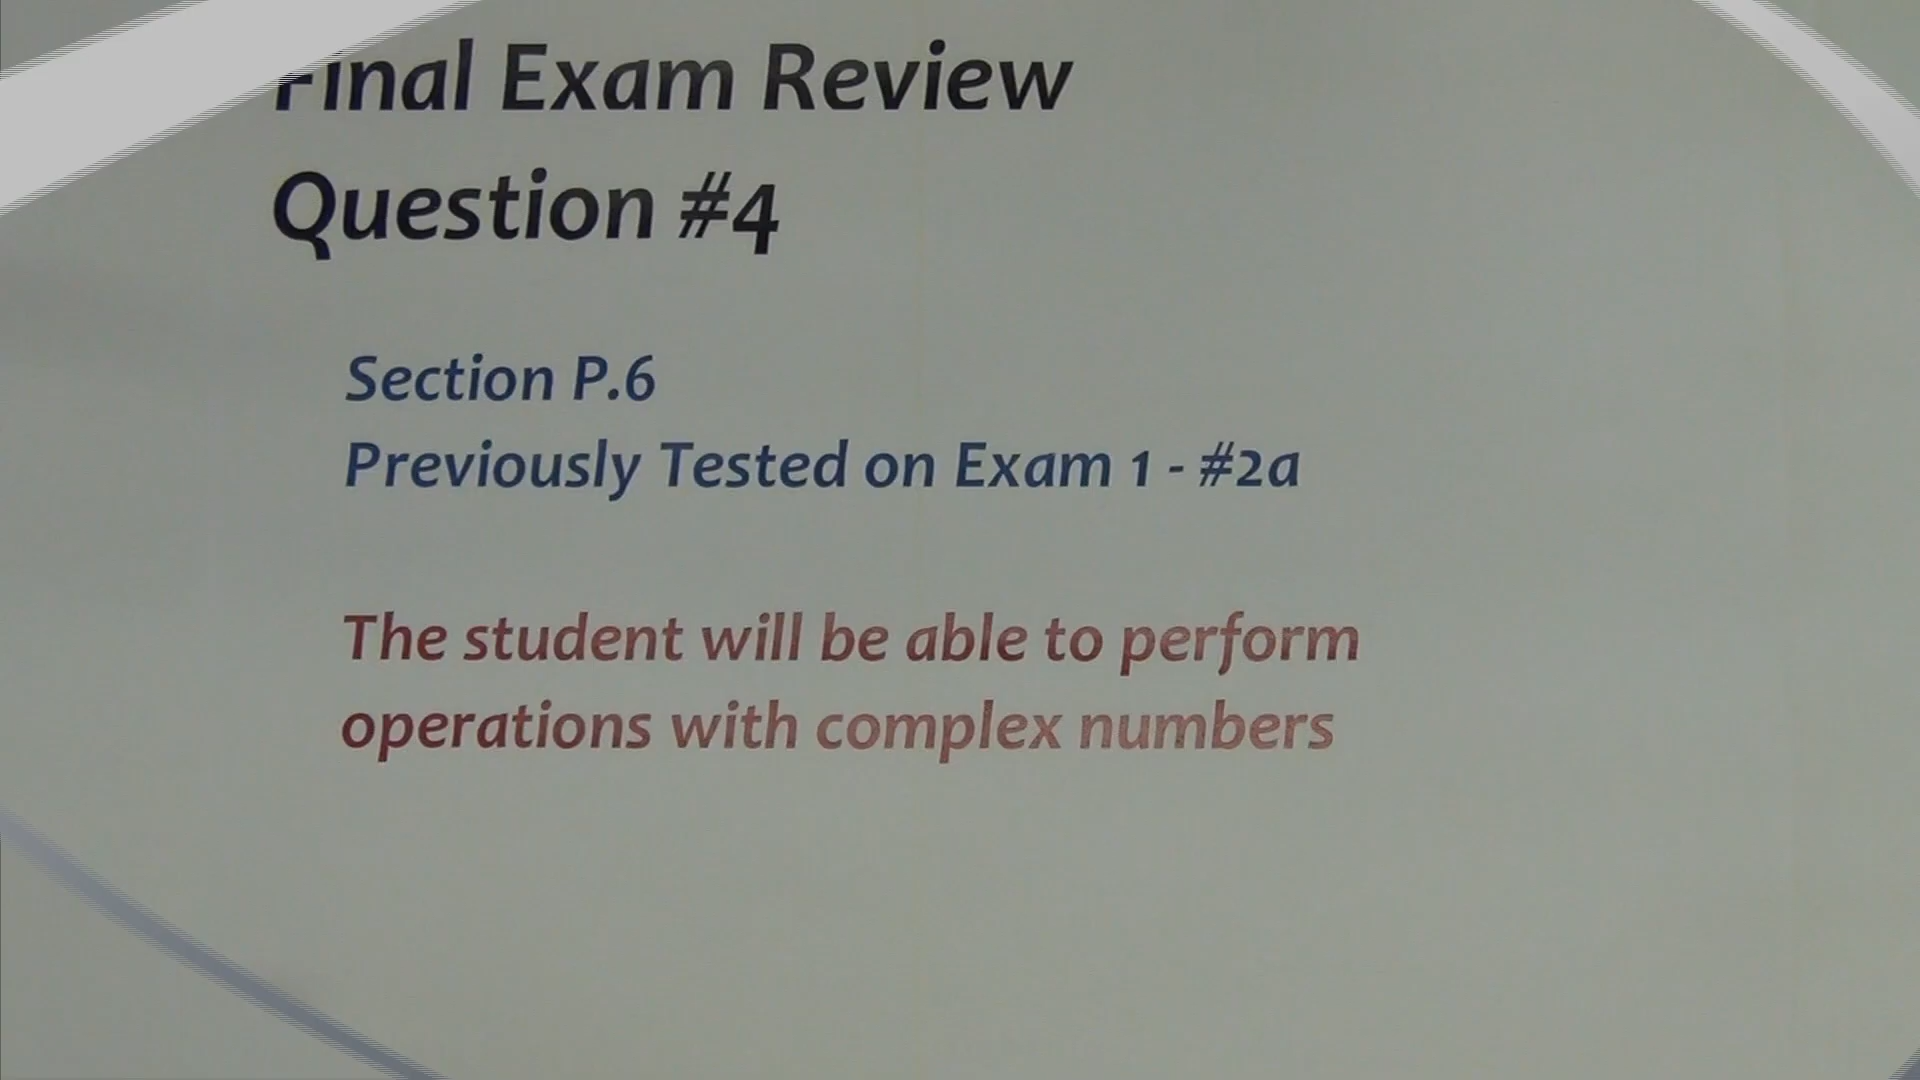 Final Exam Review
Question #4
Section P.6
Previously Tested on Exam 1 - #2a
The student will be able to perform
operations with complex numbers